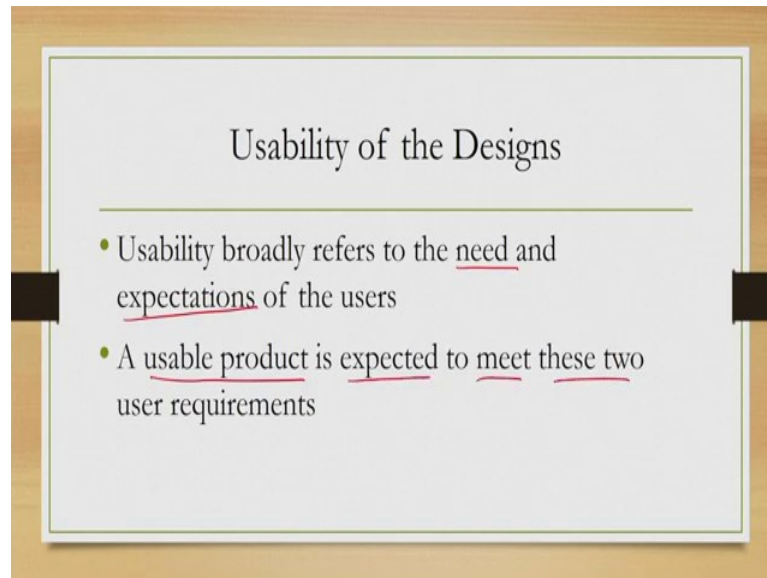 Usability of the Designs
• Usability broadly refers to the need and
expectations of the users
• A usable product is expected to meet these two
user requirements